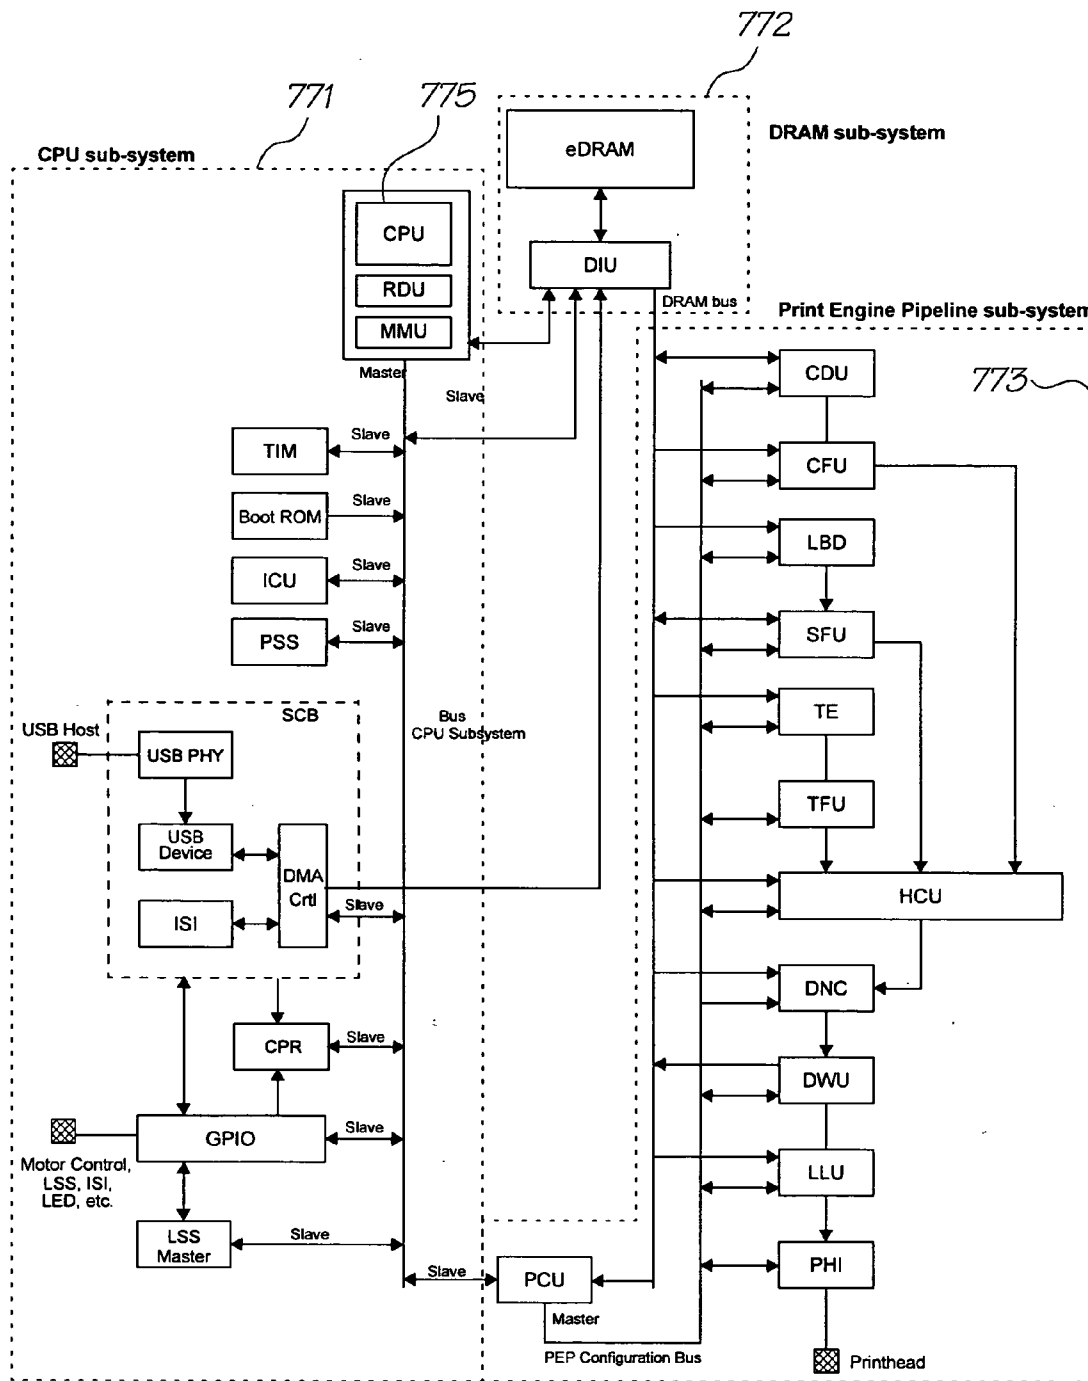 772
771
775
DRAM sub-system
CPU sub-system
eDRAM
CPU
DIU
RDU
DRAM bus
Print Engine Pipeline sub-system
MMU
Master
CDU
773
Slave
Slave
TIM
CFU
Slave
Boot ROM
LBD
Slave
ICU
Slave
PSS
SFU
SCB
Bus
CPU Subsystem
TE
USB Host
USB PHY
TFU
USB
Device
DMA
Crtl
HCU
Slave
ISI
DNC
Slave
CPR
DWU
Slave
GPIO
Motor Control,
LSS, ISI,
LED, etc.
LLU
LSS
Master
Slave
PHI
Slave
PCU
Master
PEP Configuration Bus
Printhead